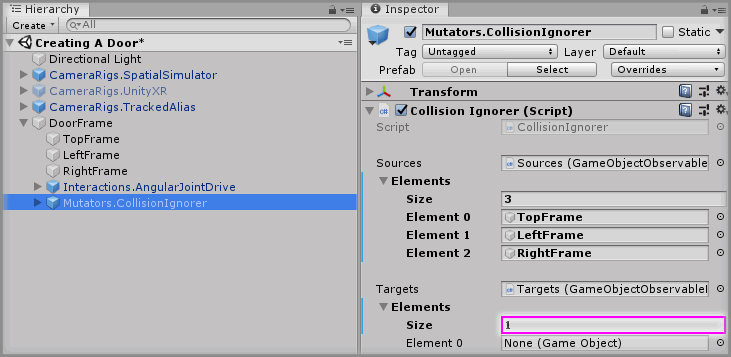 Hierarchy
Create
All
Creating A Door*
Directional Light
CameraRigs.SpatialSimulator
CameraRigs.UnityXR
CameraRigs.TrackedAlias
DoorFrame
TopFrame
LeftFrame
RightFrame
Interactions.AngularJointDrive
Mutators.CollisionIgnorer
Inspector
Mutators.CollisionIgnorer Static
Tag Untagged Layer Default
Prefab Open Select Overrides
Transform
Collision Ignorer (Script)
Script CollisionIgnorer
Sources Sources (GameObjectObservable
Elements
Size 3
Element 0 TopFrame
Element 1 LeftFrame
Element 2 RightFrame
Targets Targets (GameObjectObservableL
Elements
Size 1
Element 0 None (Game Object)